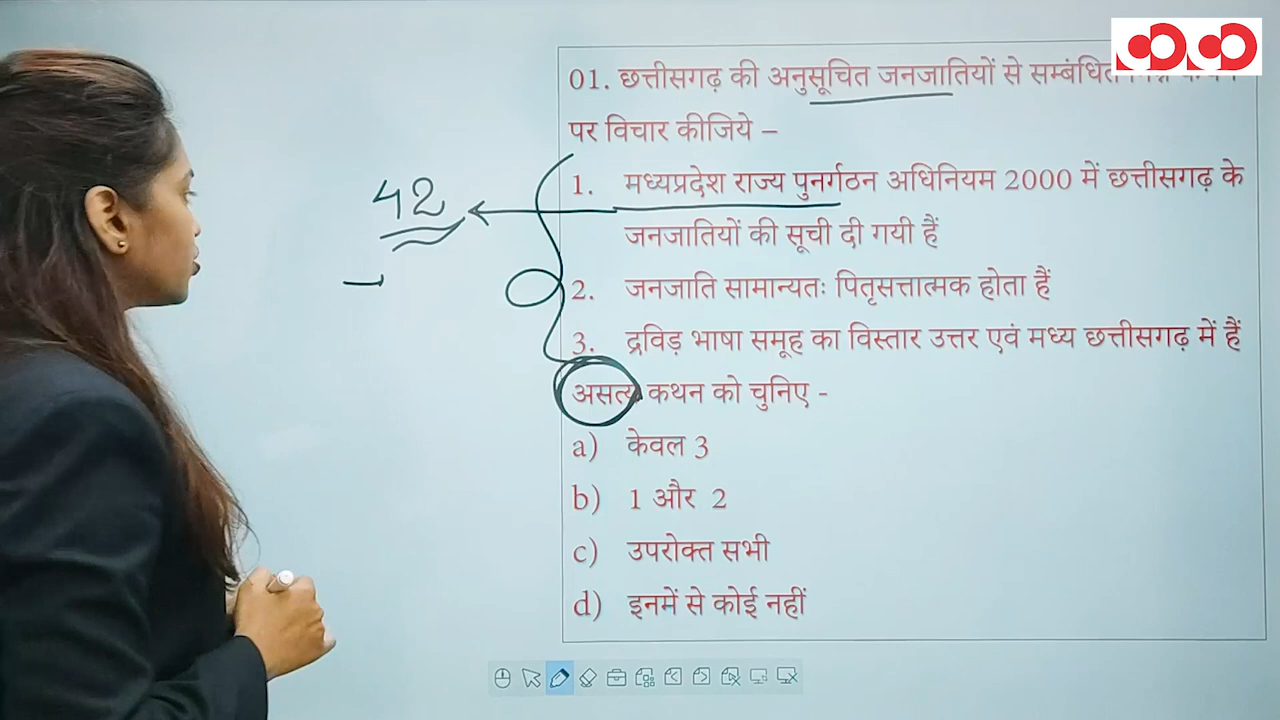 01. छत्तीसगढ़ की अनुसूचित जनजातियों से सम्बंधित
पर विचार कीजिये –
1. मध्यप्रदेश राज्य पुनर्गठन अधिनियम 2000 में छत्तीसगढ़ के
जनजातियों की सूची दी गयी हैं
42
2. जनजाति सामान्यतः पितृसत्तात्मक होता हैं
3. द्रविड़ भाषा समूह का विस्तार उत्तर एवं मध्य छत्तीसगढ़ में हैं
असत्य कथन को चुनिए -
a) केवल 3
b) 1 और 2
c) उपरोक्त सभी
d) इनमें से कोई नहीं